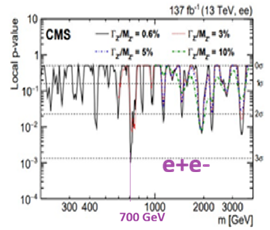 137 fb⁻¹ (13 TeV, ee)
CMS
Γz'/Mz' = 0.6%
Γz'/Mz' = 3%
Γz'/Mz' = 5%
Γz'/Mz' = 10%
Local p-value
1
10⁻¹
10⁻²
10⁻³
10⁻⁴
0σ
1σ
2σ
3σ
e+e-
300 400
1000
2000 3000
700 GeV
m [GeV]